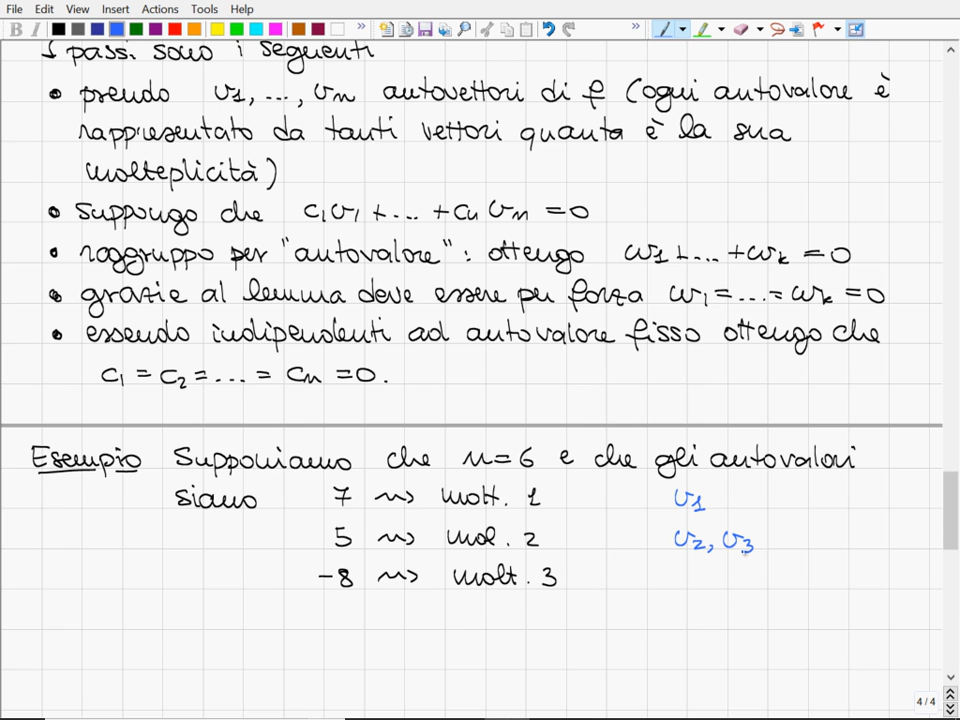 File Edit View Insert Actions Tools Help
B I
I passi sono i seguenti
• prendo v1, ..., vn autovettori di f (ogni autovalore è
rappresentato da tanti vettori quanta è la sua
molteplicità)
• suppongo che c1v1 + ... + cn vn = 0
• raggruppo per "autovalore": ottengo w1 + ... + wk = 0
• grazie al lemma deve essere per forza w1 = ... = wk = 0
• essendo indipendenti ad autovalore fisso ottengo che
c1 = c2 = ... = cn = 0.
Esempio Supponiamo che n=6 e che gli autovalori
siano 7 ⇝ molt. 1 v1
5 ⇝ mol. 2 v2, v3
-8 ⇝ molt. 3
4 / 4